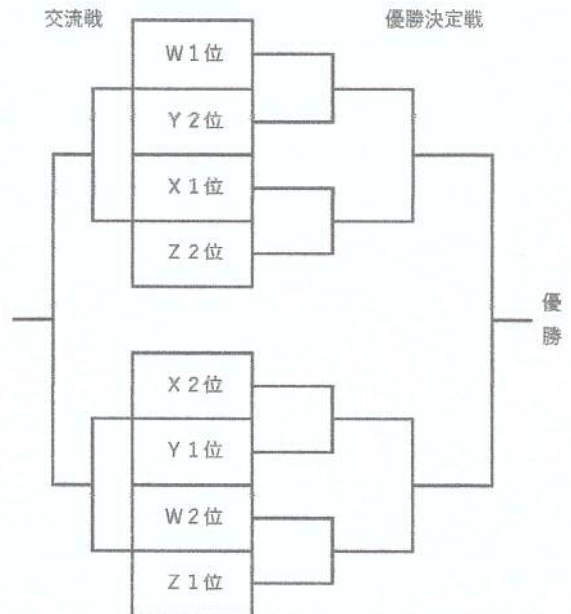 交流戦
優勝決定戦
W1位
Y2位
X1位
Z2位
優勝
X2位
Y1位
W2位
Z1位